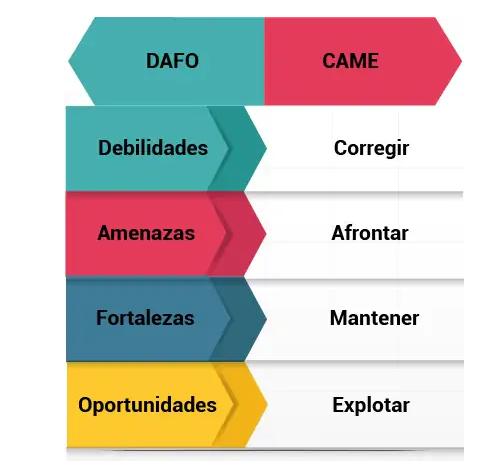 DAFO CAME
Debilidades Corregir
Amenazas Afrontar
Fortalezas Mantener
Oportunidades Explotar